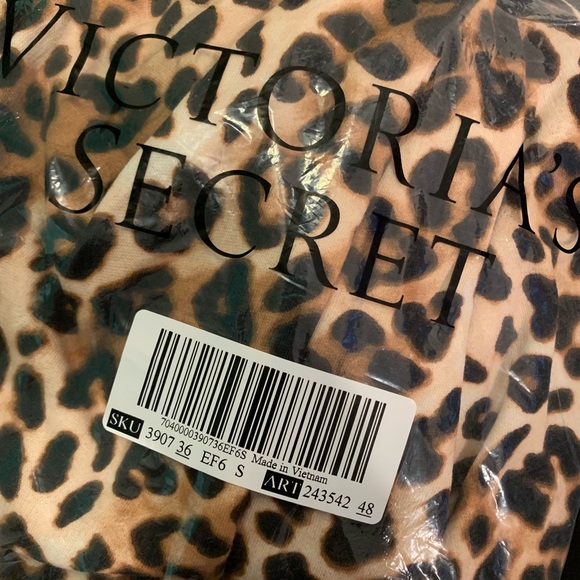 VICTORIA'S
SECRET
7040000390736EF6S Made in Vietnam
SKU 3907 36 EF6 S ART 243542 48